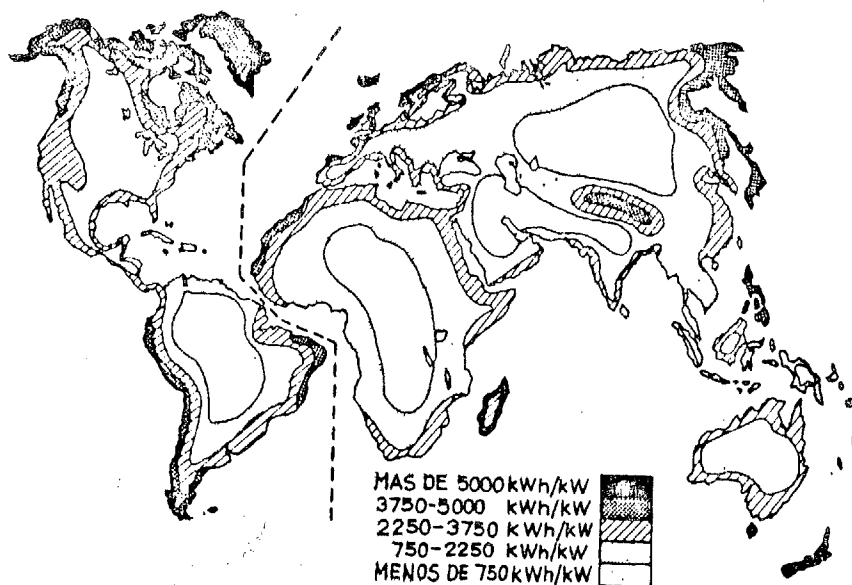 MAS DE 5000 kWh/kW
3750-5000 kWh/kW
2250-3750 kWh/kW
750-2250 kWh/kW
MENOS DE 750 kWh/kW